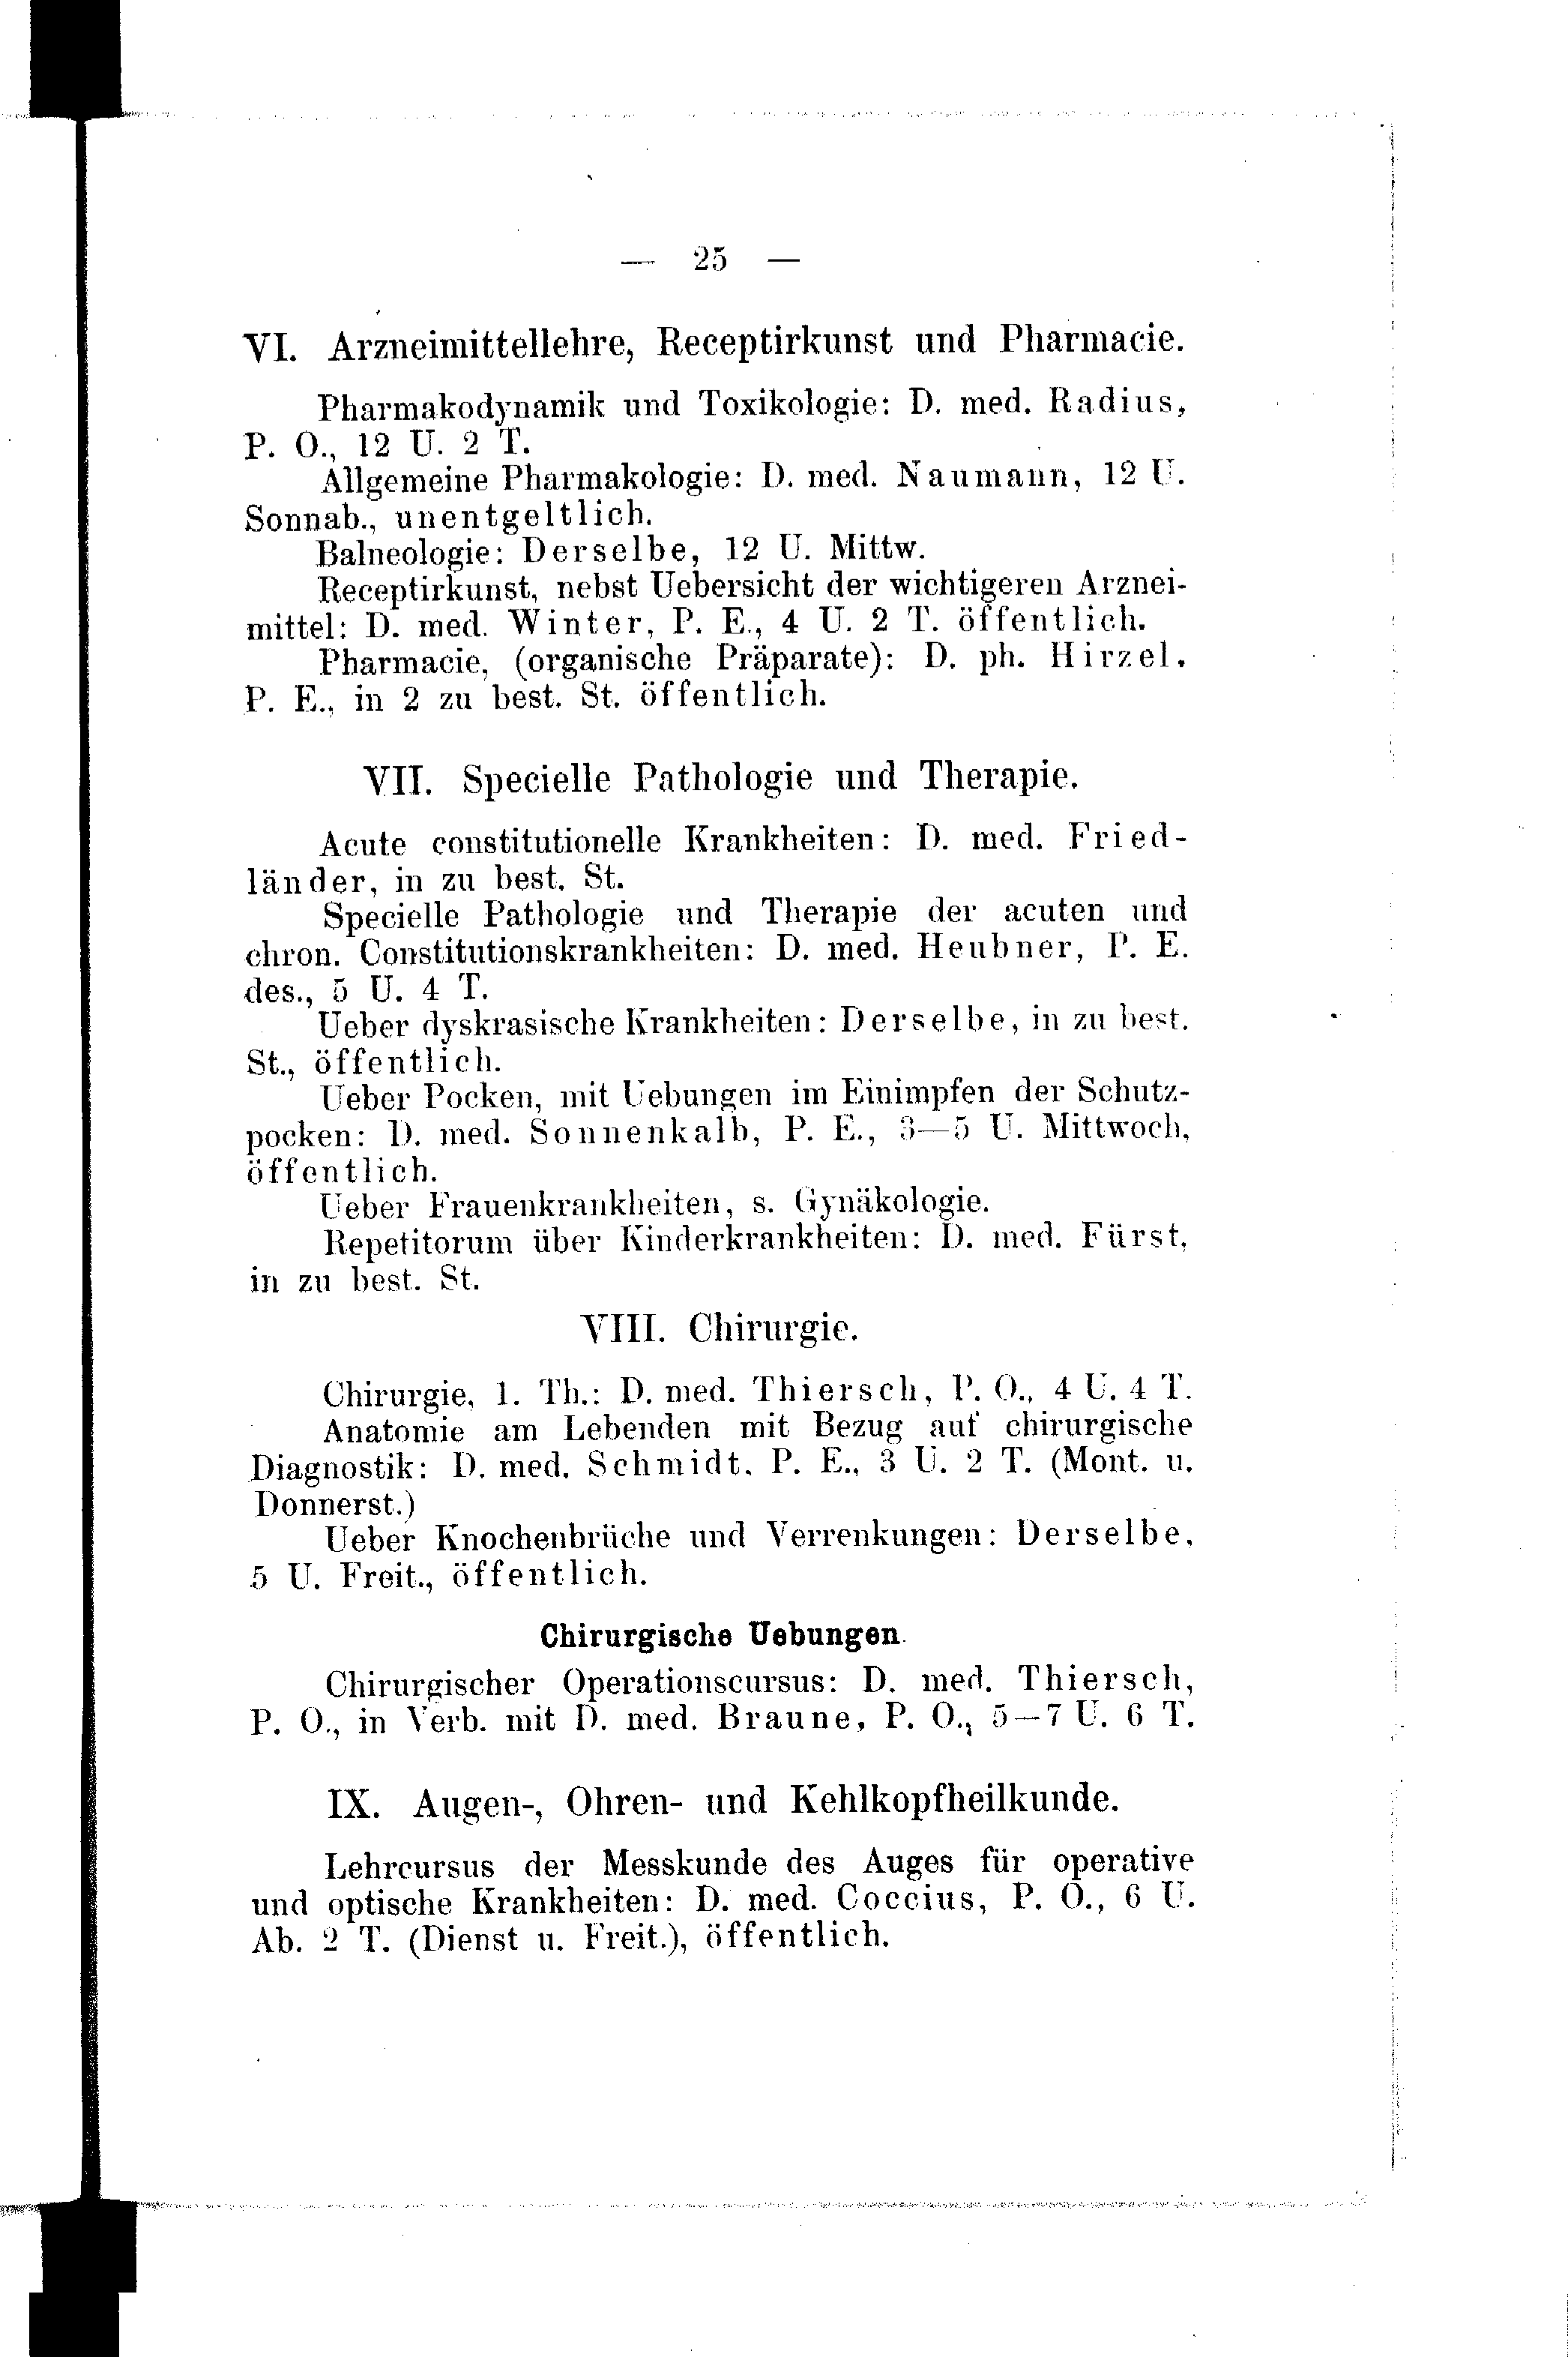 — 25 —
VI. Arzneimittellehre, Receptirkunst und Pharmacie.
Pharmakodynamik und Toxikologie: D. med. Radius,
P. O., 12 U. 2 T.
Allgemeine Pharmakologie: D. med. Naumann, 12 U.
Sonnab., unentgeltlich.
Balneologie: Derselbe, 12 U. Mittw.
Receptirkunst, nebst Uebersicht der wichtigeren Arznei-
mittel: D. med. Winter, P. E., 4 U. 2 T. öffentlich.
Pharmacie, (organische Präparate): D. ph. Hirzel.
P. E., in 2 zu best. St. öffentlich.
VII. Specielle Pathologie und Therapie.
Acute constitutionelle Krankheiten: D. med. Fried-
länder, in zu best. St.
Specielle Pathologie und Therapie der acuten und
chron. Constitutionskrankheiten: D. med. Heubner, P. E.
des., 5 U. 4 T.
Ueber dyskrasische Krankheiten: Derselbe, in zu best.
St., öffentlich.
Ueber Pocken, mit Uebungen im Einimpfen der Schutz-
pocken: D. med. Sonnenkalb, P. E., 3—5 U. Mittwoch,
öffentlich.
Ueber Frauenkrankheiten, s. Gynäkologie.
Repetitorum über Kinderkrankheiten: D. med. Fürst,
in zu best. St.
VIII. Chirurgie.
Chirurgie, 1. Th.: D. med. Thiersch, P. O., 4 U. 4 T.
Anatomie am Lebenden mit Bezug auf chirurgische
Diagnostik: D. med. Schmidt, P. E., 3 U. 2 T. (Mont. u.
Donnerst.)
Ueber Knochenbrüche und Verrenkungen: Derselbe,
5 U. Freit., öffentlich.
Chirurgische Uebungen.
Chirurgischer Operationscursus: D. med. Thiersch,
P. O., in Verb. mit D. med. Braune, P. O., 5—7 U. 6 T.
IX. Augen-, Ohren- und Kehlkopfheilkunde.
Lehrcursus der Messkunde des Auges für operative
und optische Krankheiten: D. med. Coccius, P. O., 6 U.
Ab. 2 T. (Dienst u. Freit.), öffentlich.